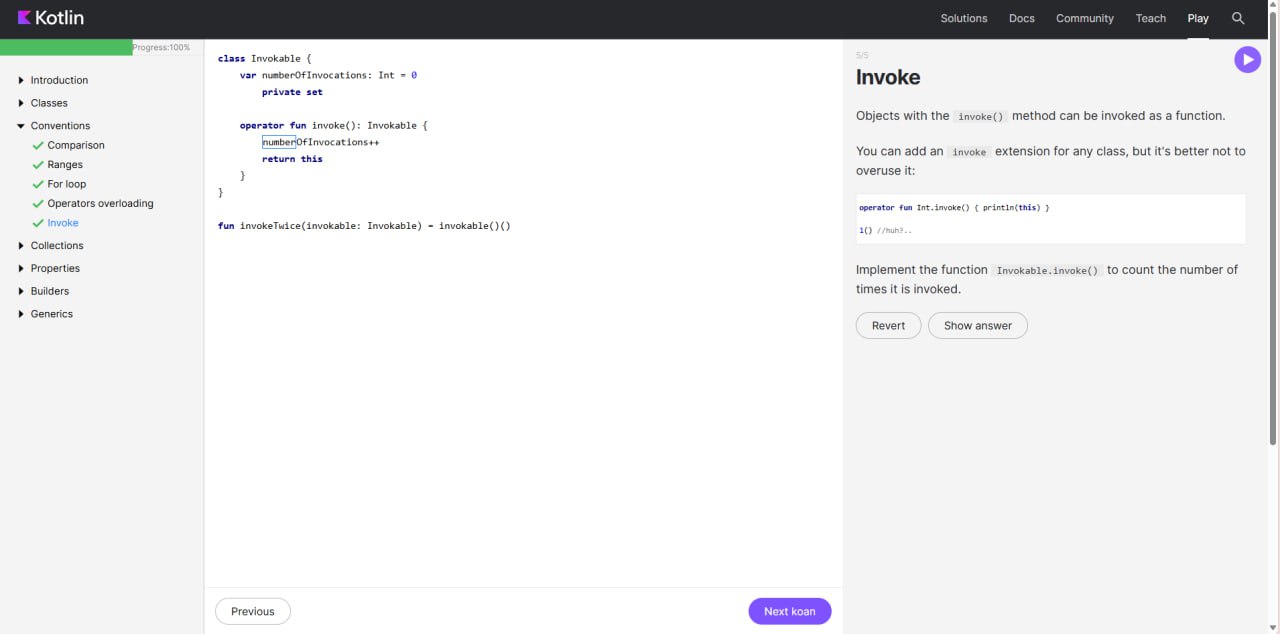 Kotlin
Solutions Docs Community Teach Play
Progress:100%
Introduction
Classes
Conventions
Comparison
Ranges
For loop
Operators overloading
Invoke
Collections
Properties
Builders
Generics
class Invokable {
    var numberOfInvocations: Int = 0
        private set

    operator fun invoke(): Invokable {
        numberOfInvocations++
        return this
    }
}

fun invokeTwice(invokable: Invokable) = invokable()()
Previous
Next koan
5/5
Invoke
Objects with the invoke() method can be invoked as a function.
You can add an invoke extension for any class, but it's better not to
overuse it:
operator fun Int.invoke() { println(this) }
1() //huh?..
Implement the function Invokable.invoke() to count the number of
times it is invoked.
Revert
Show answer